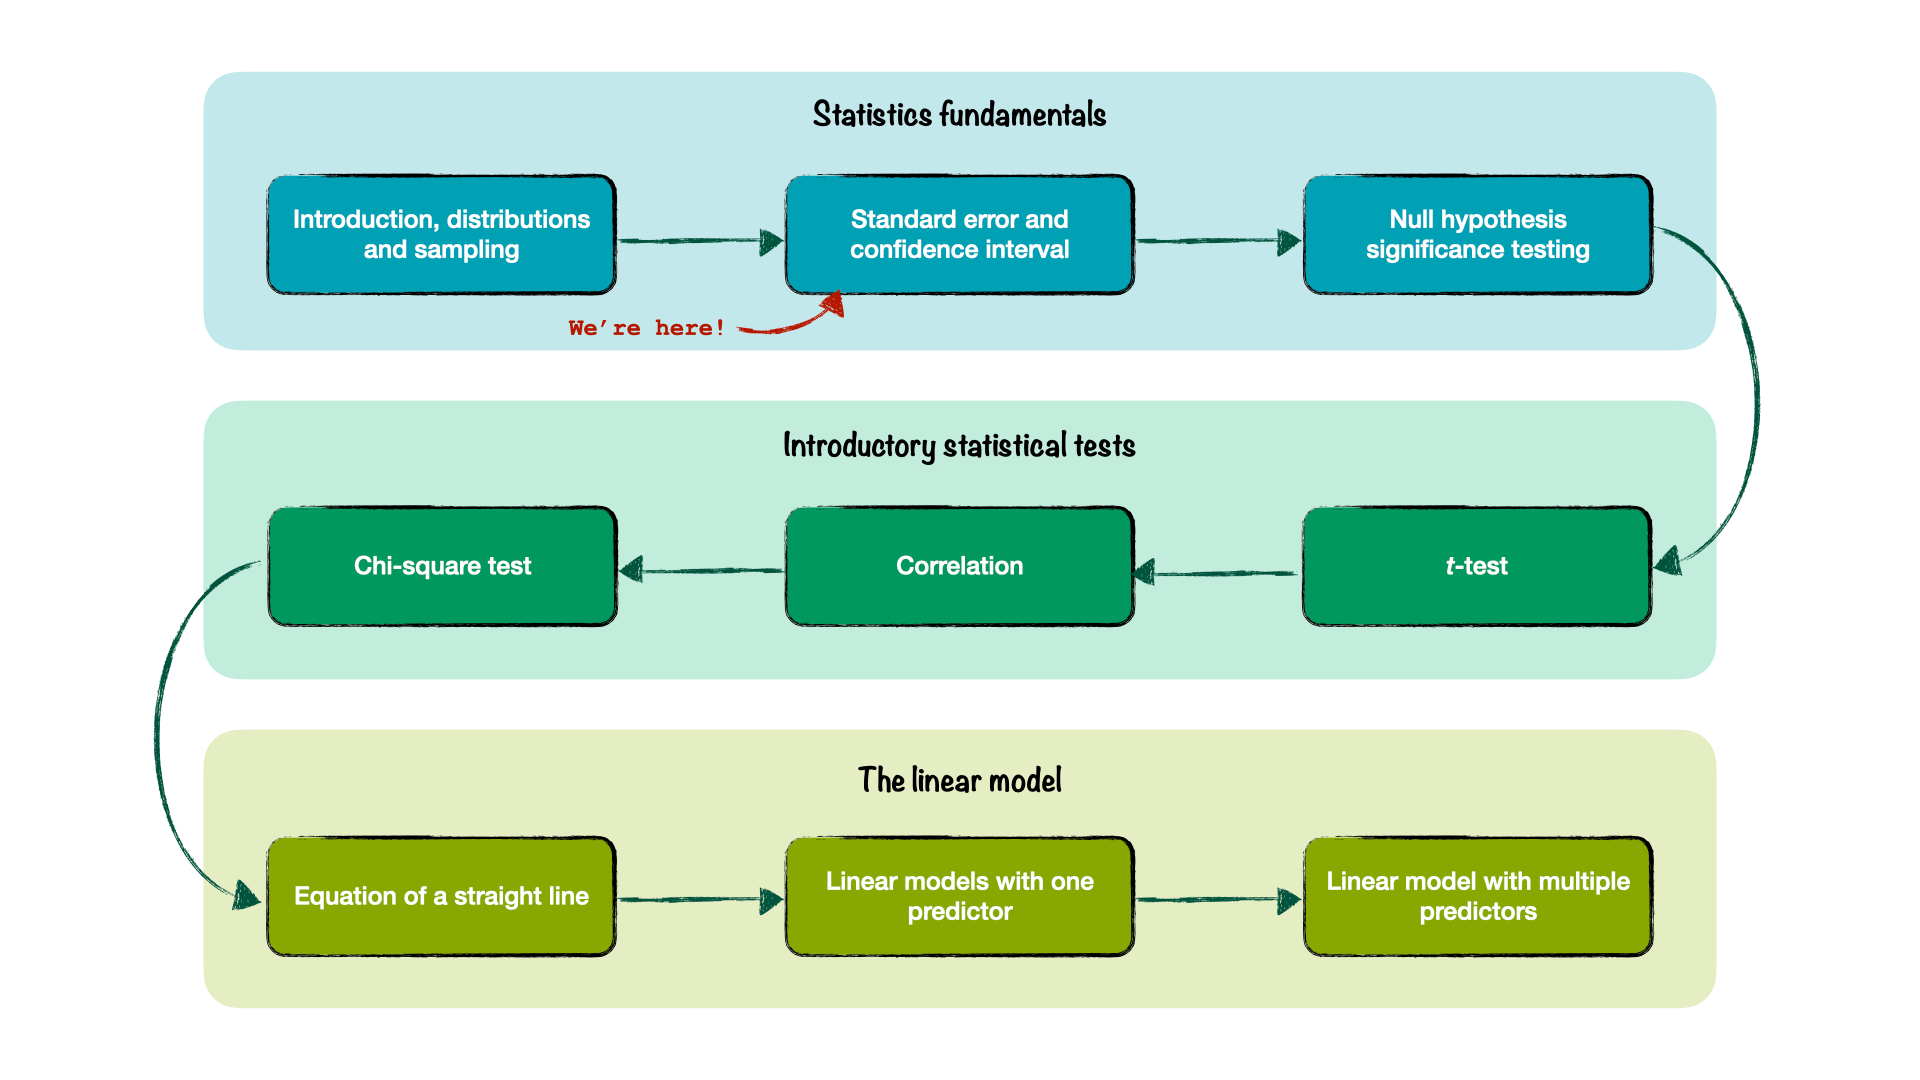 Statistics fundamentals
Introduction, distributions
and sampling
Standard error and
confidence interval
Null hypothesis
significance testing
We’re here!
Introductory statistical tests
Chi-square test
Correlation
t-test
The linear model
Equation of a straight line
Linear models with one
predictor
Linear model with multiple
predictors